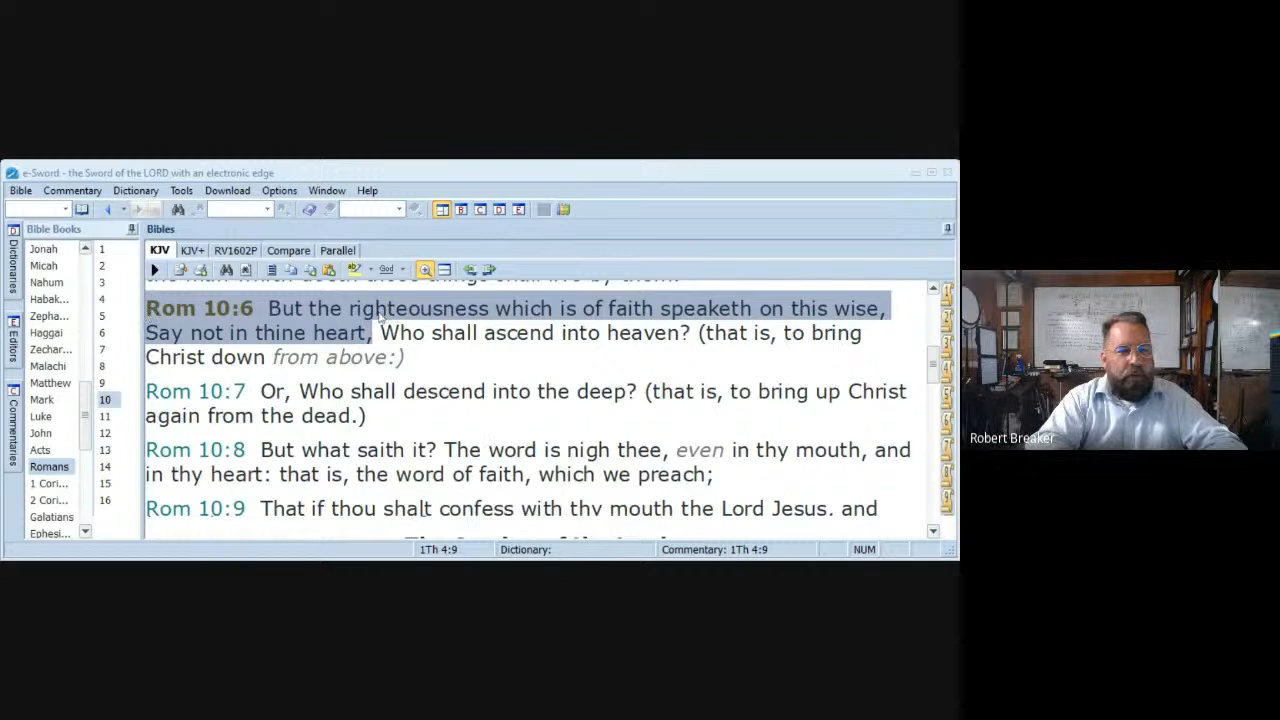 e-Sword - the Sword of the LORD with an electronic edge
Bible Commentary Dictionary Tools Download Options Window Help
B C D E
Bible Books
Bibles
KJV KJV+ RV1602P Compare Parallel
God
Dictionaries
Editors
Commentaries
Jonah 1
Micah 2
Nahum 3
Habak... 4
Zepha... 5
Haggai 6
Zechar... 7
Malachi 8
Matthew 9
Mark 10
Luke 11
John 12
Acts 13
Romans 14
1 Cori... 15
2 Cori... 16
Galatians
Ephesi...
Rom 10:6 But the righteousness which is of faith speaketh on this wise,
Say not in thine heart, Who shall ascend into heaven? (that is, to bring
Christ down from above:)
Rom 10:7 Or, Who shall descend into the deep? (that is, to bring up Christ
again from the dead.)
Rom 10:8 But what saith it? The word is nigh thee, even in thy mouth, and
in thy heart: that is, the word of faith, which we preach;
Rom 10:9 That if thou shalt confess with thy mouth the Lord Jesus, and
1Th 4:9 Dictionary: Commentary: 1Th 4:9 NUM
Robert Breaker